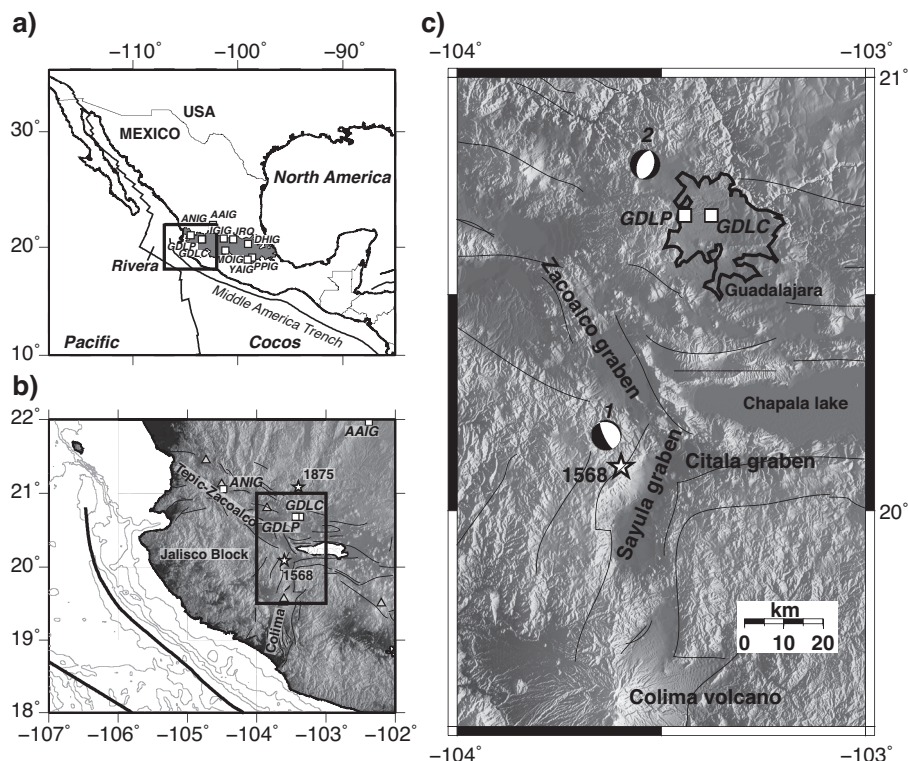 a)
−110° −100° −90°
30°
20°
10°
USA
MEXICO
North America
ANIG
AAIG
IGIG
IRO
DHIG
GDLP
GDLC
MOIG
YAIG
PPIG
Rivera
Middle America Trench
Pacific
Cocos
b)
22°
21°
20°
19°
18°
AAIG
1875
Tepic-Zacoalco
ANIG
GDLC
GDLP
Jalisco Block
1568
Colima
−107° −106° −105° −104° −103° −102°
c)
−104° −103°
21°
2
GDLP
GDLC
Guadalajara
Zacoalco graben
Chapala lake
1
1568
Sayula graben
Citala graben
20°
km
0 10 20
Colima volcano
−104° −103°